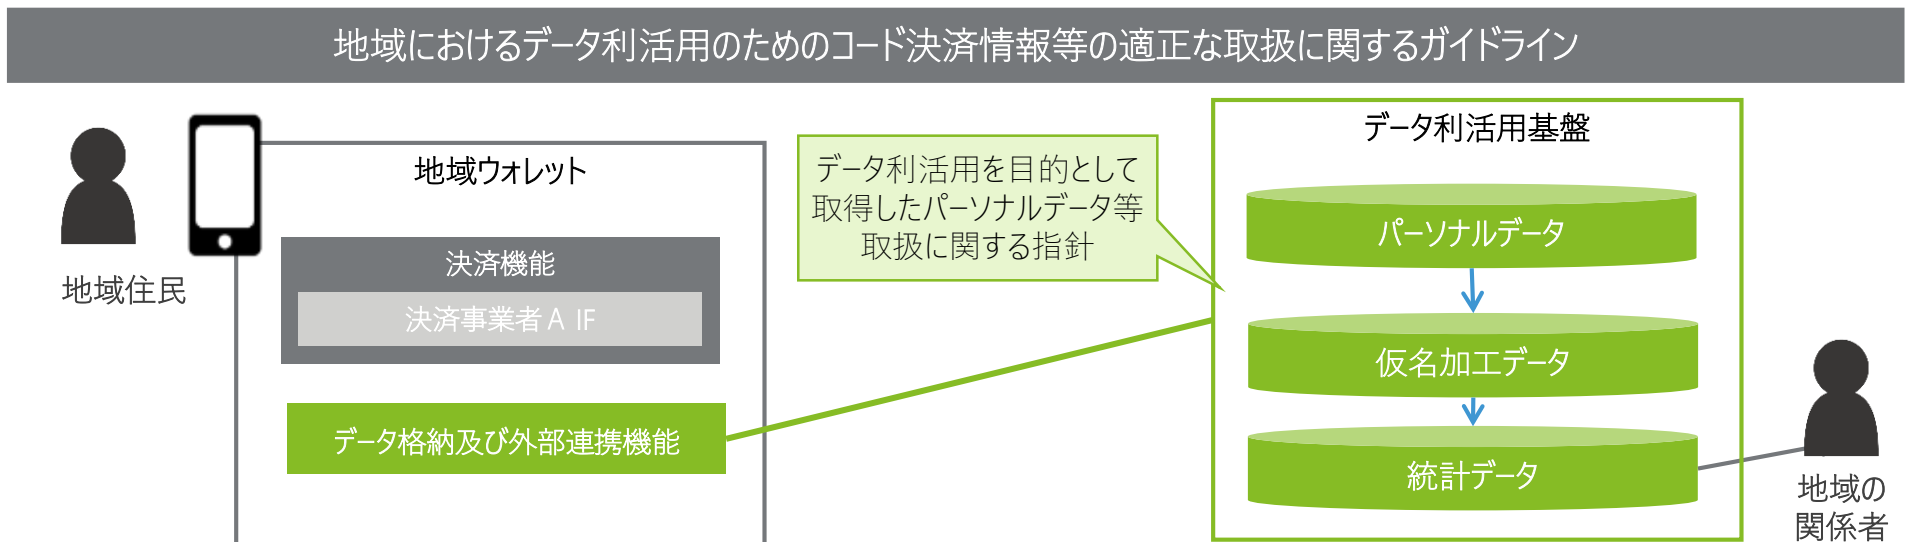 地域におけるデータ利活用のためのコード決済情報等の適正な取扱に関するガイドライン
地域住民
地域ウォレット
決済機能
決済事業者A IF
データ格納及び外部連携機能
データ利活用を目的として
取得したパーソナルデータ等
取扱に関する指針
データ利活用基盤
パーソナルデータ
仮名加工データ
統計データ
地域の
関係者